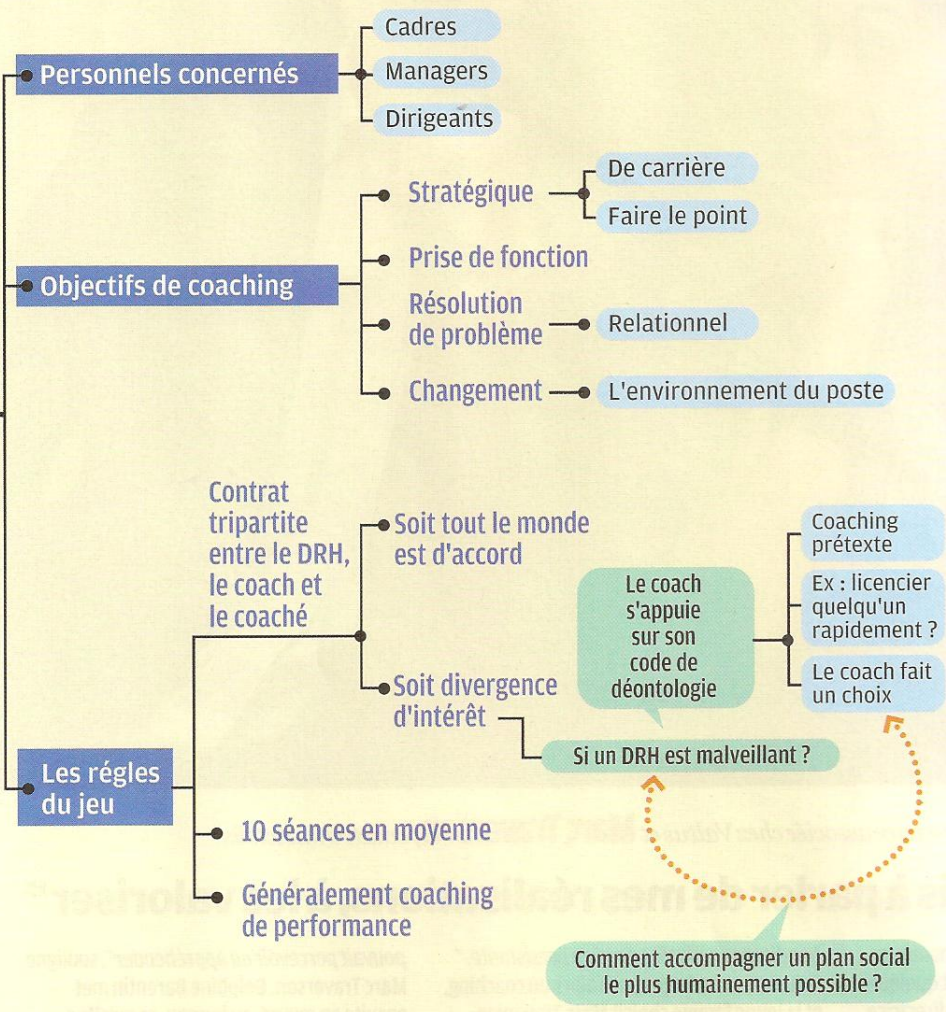 Personnels concernés
Cadres
Managers
Dirigeants
Objectifs de coaching
Stratégique
De carrière
Faire le point
Prise de fonction
Résolution
de problème
Relationnel
Changement
L'environnement du poste
Les régles
du jeu
Contrat
tripartite
entre le DRH,
le coach et
le coaché
Soit tout le monde
est d'accord
Soit divergence
d'intérêt
Si un DRH est malveillant ?
Le coach
s'appuie
sur son
code de
déontologie
Coaching
prétexte
Ex : licencier
quelqu'un
rapidement ?
Le coach fait
un choix
10 séances en moyenne
Généralement coaching
de performance
Comment accompagner un plan social
le plus humainement possible ?